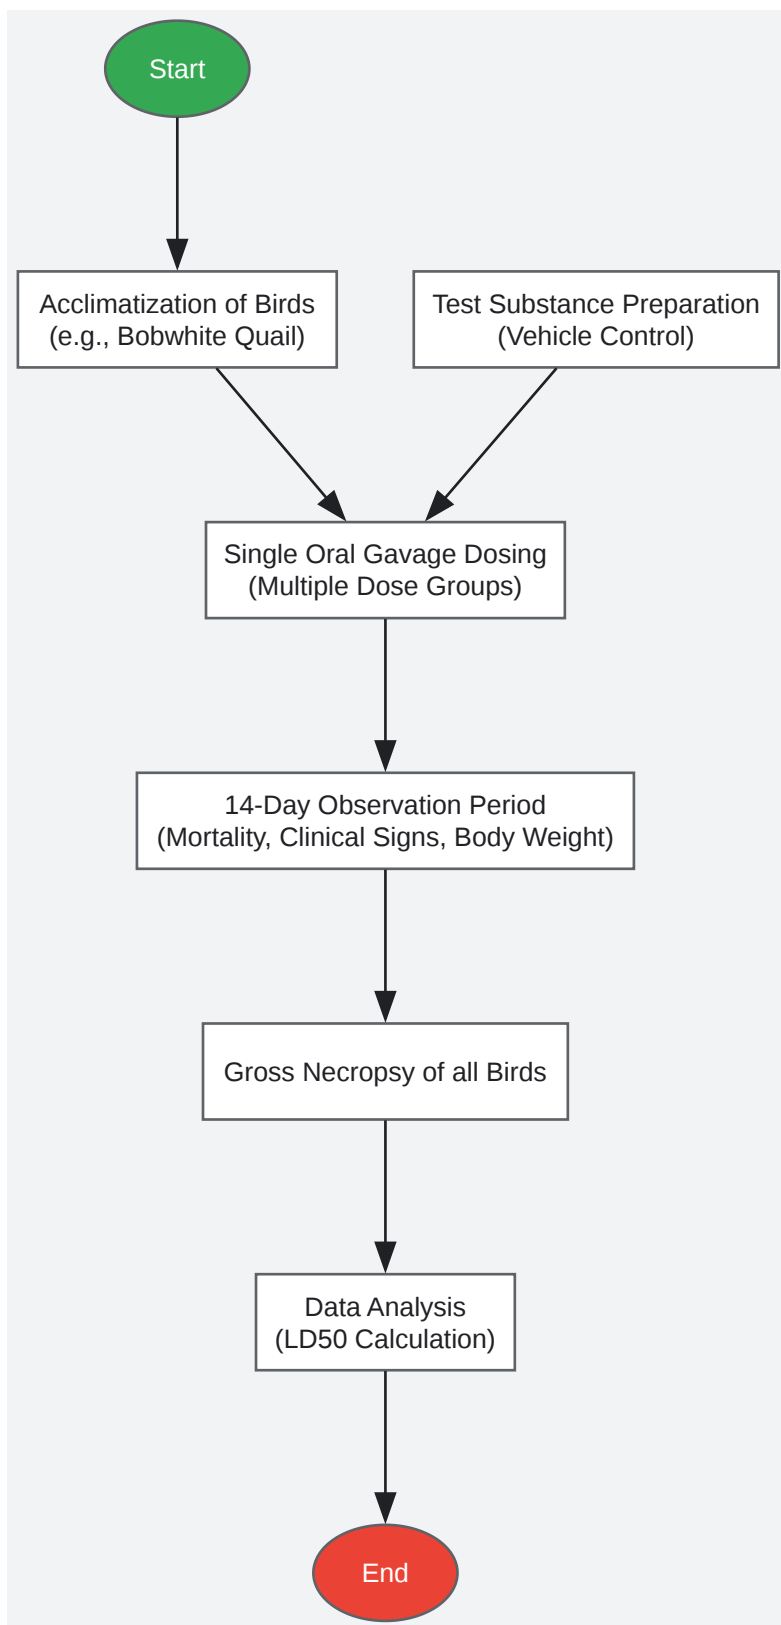 Start
Acclimatization of Birds
(e.g., Bobwhite Quail)
Test Substance Preparation
(Vehicle Control)
Single Oral Gavage Dosing
(Multiple Dose Groups)
14-Day Observation Period
(Mortality, Clinical Signs, Body Weight)
Gross Necropsy of all Birds
Data Analysis
(LD50 Calculation)
End